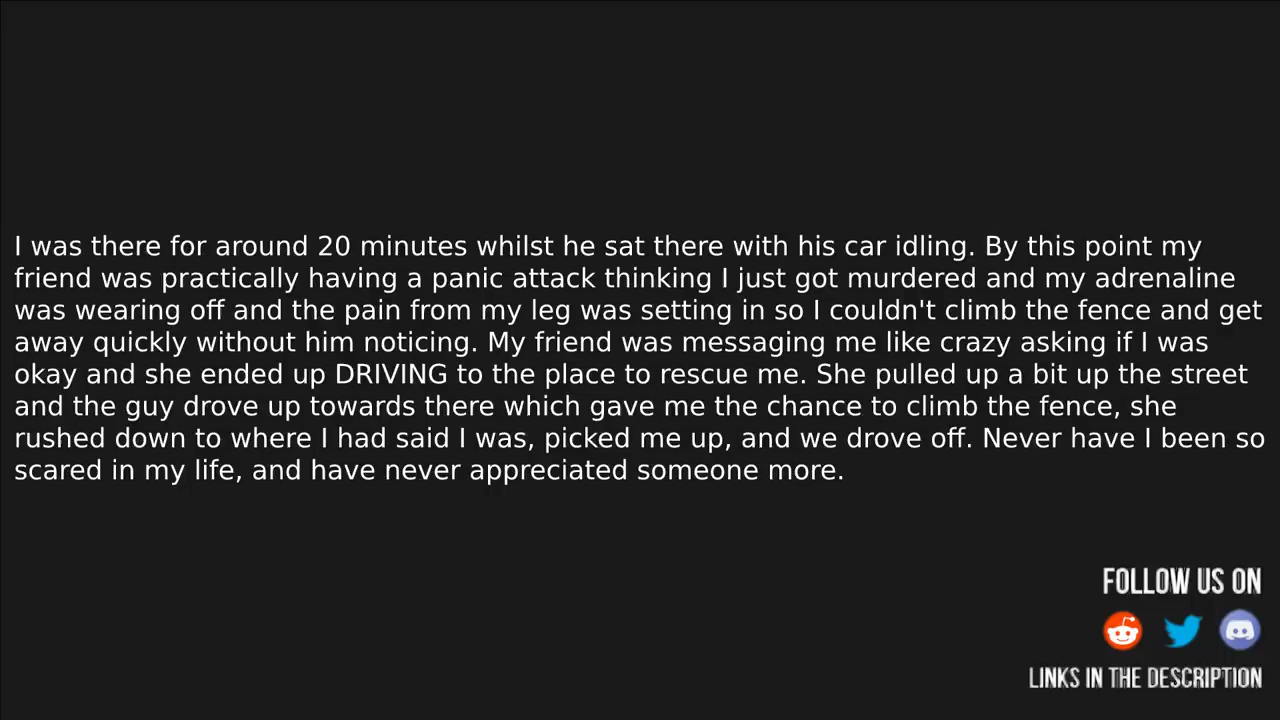 I was there for around 20 minutes whilst he sat there with his car idling. By this point my
friend was practically having a panic attack thinking I just got murdered and my adrenaline
was wearing off and the pain from my leg was setting in so I couldn't climb the fence and get
away quickly without him noticing. My friend was messaging me like crazy asking if I was
okay and she ended up DRIVING to the place to rescue me. She pulled up a bit up the street
and the guy drove up towards there which gave me the chance to climb the fence, she
rushed down to where I had said I was, picked me up, and we drove off. Never have I been so
scared in my life, and have never appreciated someone more.
FOLLOW US ON
LINKS IN THE DESCRIPTION